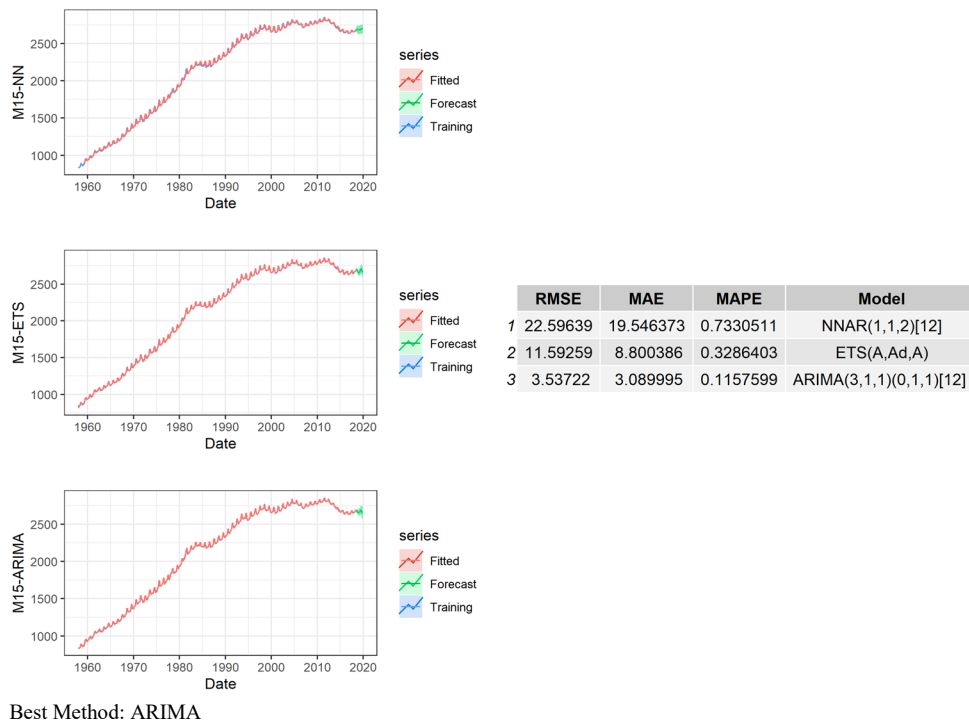 M15-NN
2500
2000
1500
1000
1960 1970 1980 1990 2000 2010 2020
Date
series
Fitted
Forecast
Training
M15-ETS
2500
2000
1500
1000
1960 1970 1980 1990 2000 2010 2020
Date
series
Fitted
Forecast
Training
RMSE MAE MAPE Model
1 22.59639 19.546373 0.7330511 NNAR(1,1,2)[12]
2 11.59259 8.800386 0.3286403 ETS(A,Ad,A)
3 3.53722 3.089995 0.1157599 ARIMA(3,1,1)(0,1,1)[12]
M15-ARIMA
2500
2000
1500
1000
1960 1970 1980 1990 2000 2010 2020
Date
series
Fitted
Forecast
Training
Best Method: ARIMA